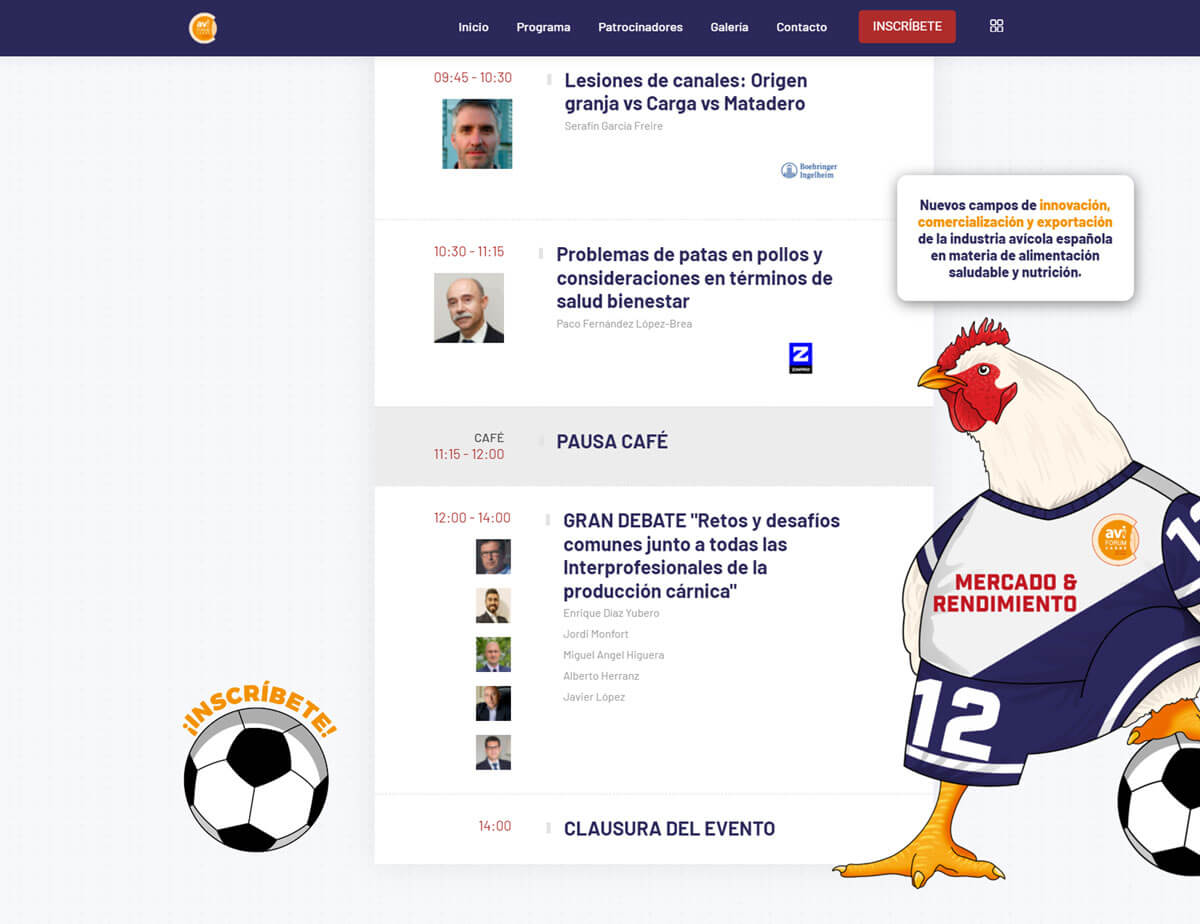 av!
FORUM
Inicio
Programa
Patrocinadores
Galería
Contacto
INSCRÍBETE
09:45 - 10:30
Lesiones de canales: Origen
granja vs Carga vs Matadero
Serafín García Freire
Boehringer
Ingelheim
10:30 - 11:15
Problemas de patas en pollos y
consideraciones en términos de
salud bienestar
Paco Fernández López-Brea
Z
CAFÉ
11:15 - 12:00
PAUSA CAFÉ
12:00 - 14:00
GRAN DEBATE "Retos y desafíos
comunes junto a todas las
Interprofesionales de la
producción cárnica"
Enrique Díaz Yubero
Jordi Monfort
Miguel Angel Higuera
Alberto Herranz
Javier López
14:00
CLAUSURA DEL EVENTO
Nuevos campos de innovación,
comercialización y exportación
de la industria avícola española
en materia de alimentación
saludable y nutrición.
av!
FORUM
CARNE
MERCADO &
RENDIMIENTO
12
¡INSCRÍBETE!